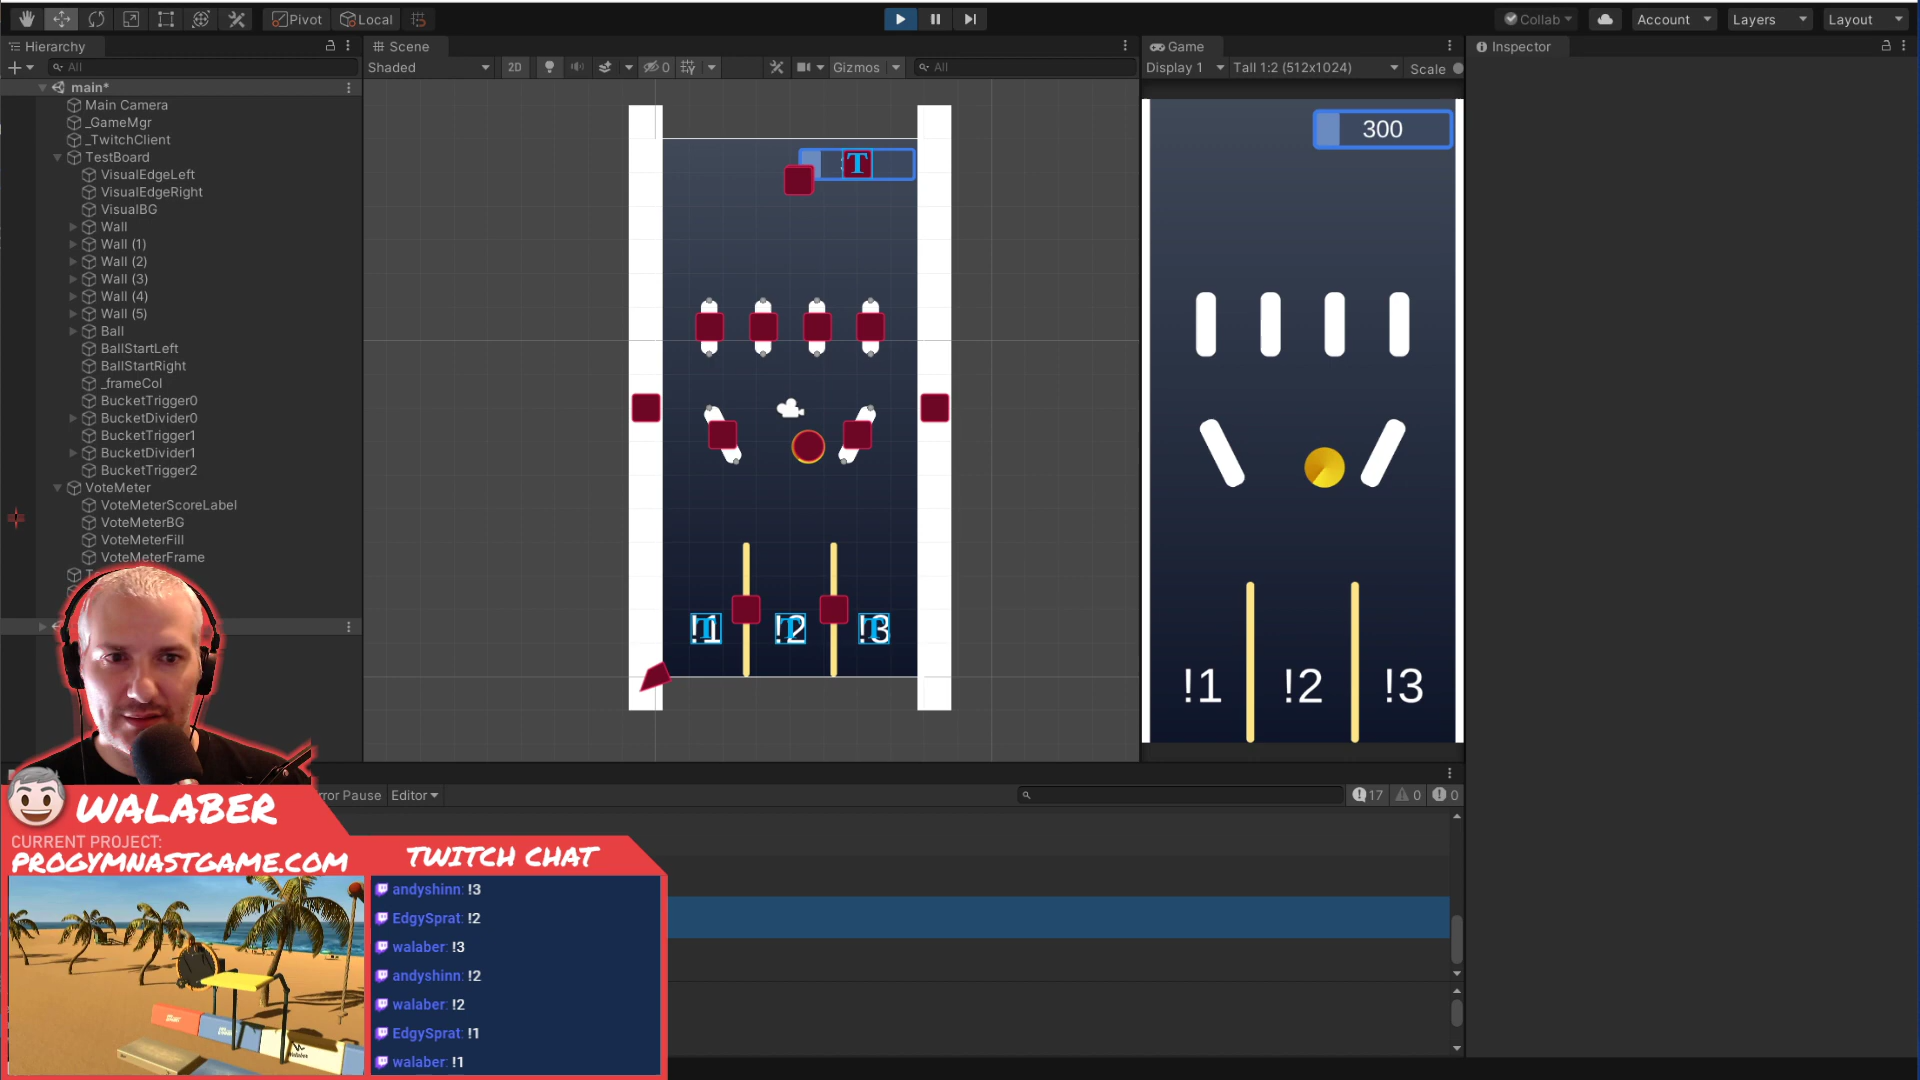 Pivot Local Collab Account Layers Layout
Hierarchy Scene Game Inspector
All Shaded 2D 0 Gizmos All Display 1 Tall 1:2 (512x1024) Scale
main*
Main Camera
_GameMgr
_TwitchClient
TestBoard
VisualEdgeLeft
VisualEdgeRight
VisualBG
Wall
Wall (1)
Wall (2)
Wall (3)
Wall (4)
Wall (5)
Ball
BallStartLeft
BallStartRight
_frameCol
BucketTrigger0
BucketDivider0
BucketTrigger1
BucketDivider1
BucketTrigger2
VoteMeter
VoteMeterScoreLabel
VoteMeterBG
VoteMeterFill
VoteMeterFrame
T
!1 !2 !3
300
!1 !2 !3
ror Pause Editor 17 0 0
WALABER
CURRENT PROJECT:
PROGYMNASTGAME.COM
TWITCH CHAT
andyshinn: !3
EdgySprat: !2
walaber: !3
andyshinn: !2
walaber: !2
EdgySprat: !1
walaber: !1